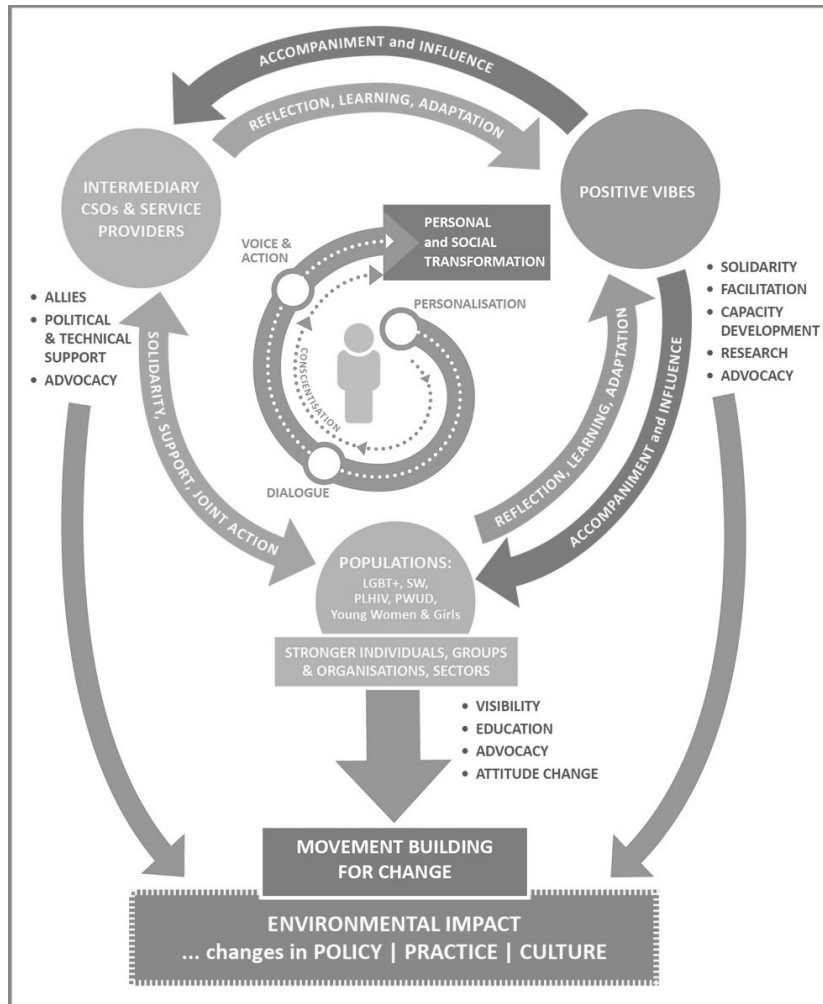 ACCOMPANIMENT and INFLUENCE
REFLECTION, LEARNING, ADAPTATION
INTERMEDIARY
CSOs & SERVICE
PROVIDERS
POSITIVE VIBES
PERSONAL
and SOCIAL
TRANSFORMATION
VOICE &
ACTION
PERSONALISATION
CONSCIENTISATION
DIALOGUE
• ALLIES
• POLITICAL
& TECHNICAL
SUPPORT
• ADVOCACY
• SOLIDARITY
• FACILITATION
• CAPACITY
DEVELOPMENT
• RESEARCH
• ADVOCACY
SOLIDARITY, SUPPORT, JOINT ACTION
REFLECTION, LEARNING, ADAPTATION
ACCOMPANIMENT and INFLUENCE
POPULATIONS:
LGBT+, SW,
PLHIV, PWUD,
Young Women & Girls
STRONGER INDIVIDUALS, GROUPS
& ORGANISATIONS, SECTORS
• VISIBILITY
• EDUCATION
• ADVOCACY
• ATTITUDE CHANGE
MOVEMENT BUILDING
FOR CHANGE
ENVIRONMENTAL IMPACT
... changes in POLICY | PRACTICE | CULTURE